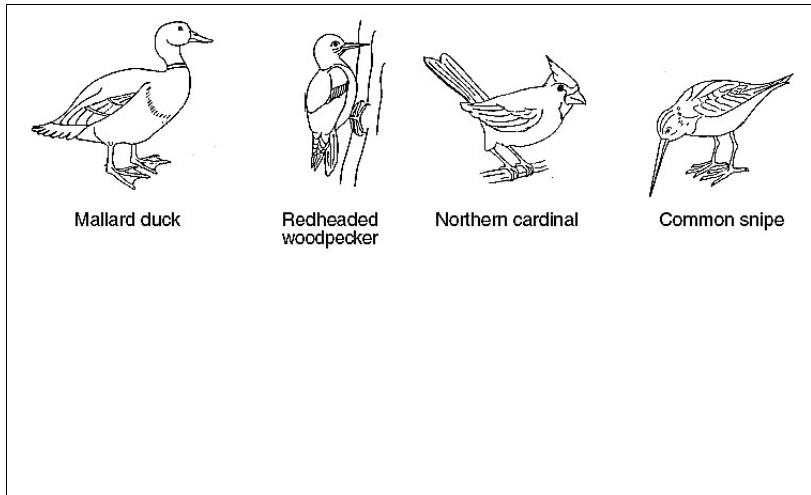 Mallard duck
Redheaded
woodpecker
Northern cardinal
Common snipe